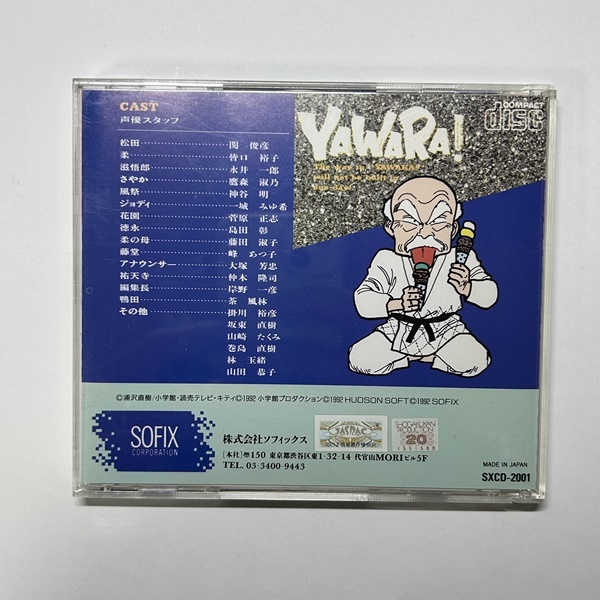 CAST
声優スタッフ
松田 関 俊彦
柔 皆口 裕子
滋悟郎 永井 一郎
さやか 鷹森 淑乃
風祭 神谷 明
ジョディ 一城 みゆ希
花園 菅原 正志
徳永 島田 彰
柔の母 藤田 淑子
藤堂 峰 あつ子
アナウンサー 大塚 芳忠
祐天寺 仲木 隆司
編集長 岸野 一彦
鴨田 茶 風林
その他 掛川 裕彦
坂東 直樹
山崎 たくみ
巻島 直樹
林 玉緒
山田 恭子
YAWARA!
COMPACT
disc
©浦沢直樹/小学館・読売テレビ・キティ©1992 小学館プロダクション©1992 HUDSON SOFT©1992 SOFIX
SOFIX
CORPORATION
株式会社ソフィックス
[本社]〠150 東京都渋谷区東1-32-14 代官山MORIビル5F
TEL. 03-3400-9443
JASRAC
SHOGAKUKAN
PRODUCTION
20
MADE IN JAPAN
SXCD-2001